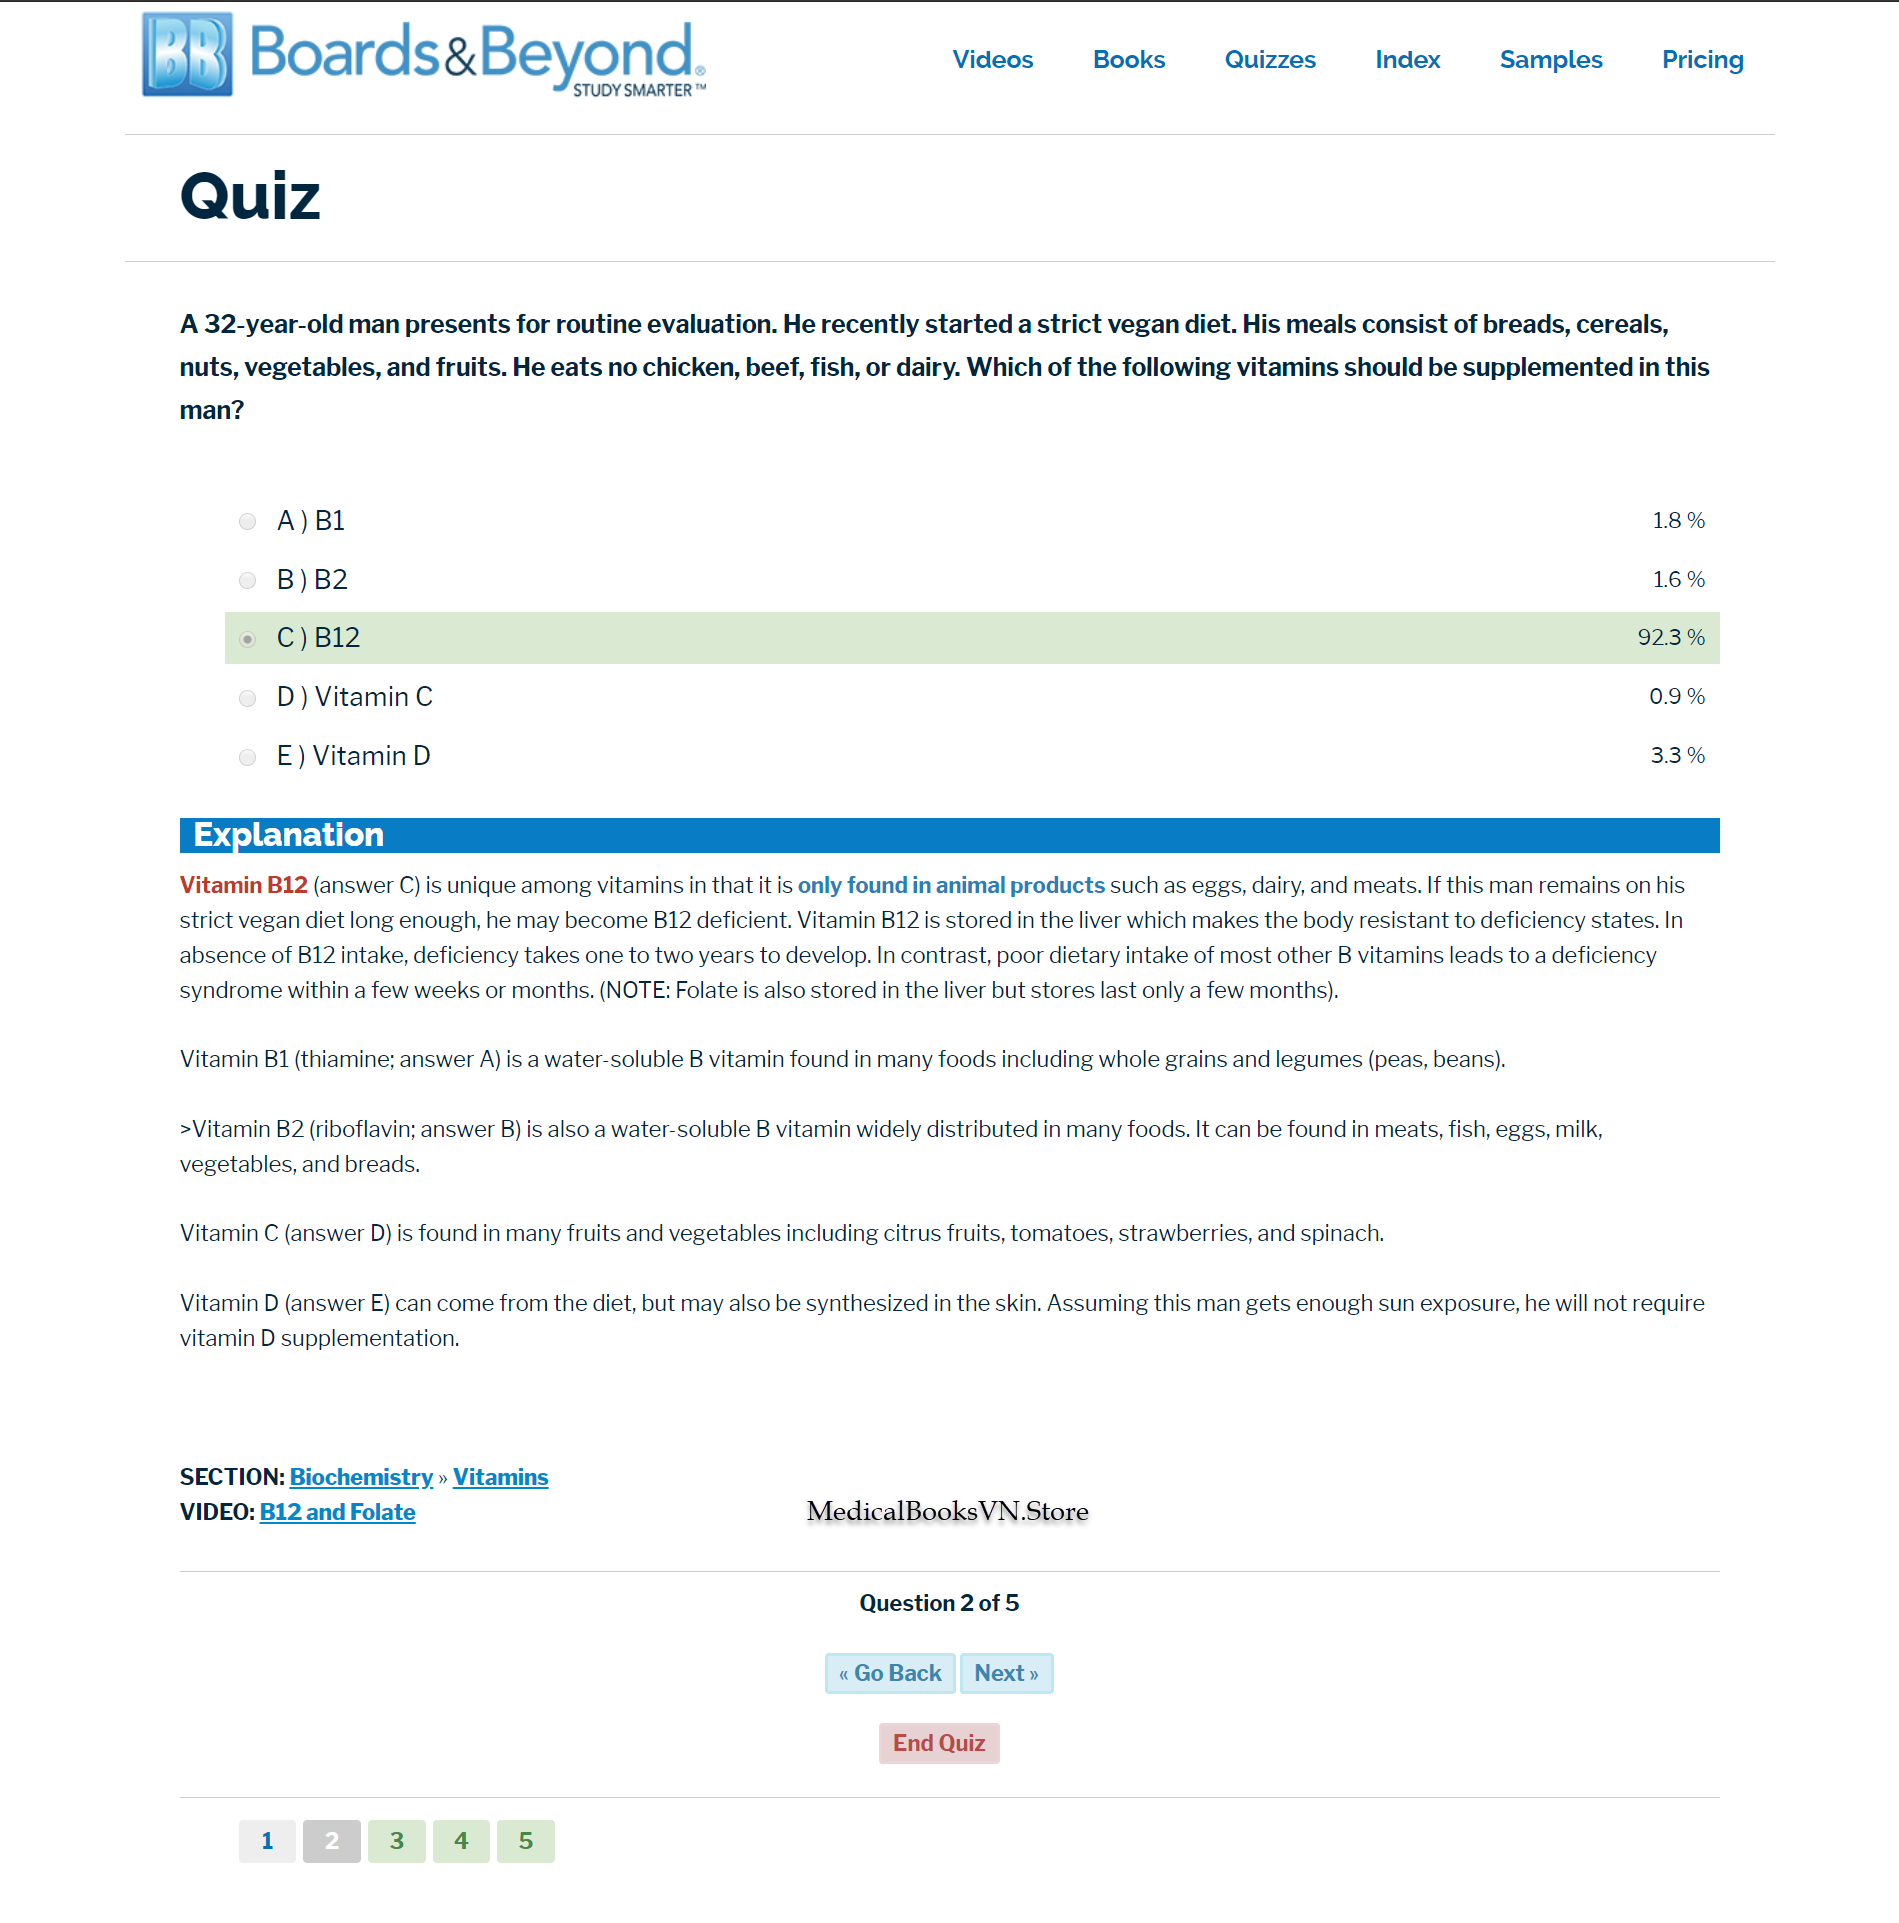 BB Boards&Beyond®
STUDY SMARTER™
Videos Books Quizzes Index Samples Pricing
Quiz
A 32-year-old man presents for routine evaluation. He recently started a strict vegan diet. His meals consist of breads, cereals,
nuts, vegetables, and fruits. He eats no chicken, beef, fish, or dairy. Which of the following vitamins should be supplemented in this
man?
A ) B1 1.8 %
B ) B2 1.6 %
C ) B12 92.3 %
D ) Vitamin C 0.9 %
E ) Vitamin D 3.3 %
Explanation
Vitamin B12 (answer C) is unique among vitamins in that it is only found in animal products such as eggs, dairy, and meats. If this man remains on his
strict vegan diet long enough, he may become B12 deficient. Vitamin B12 is stored in the liver which makes the body resistant to deficiency states. In
absence of B12 intake, deficiency takes one to two years to develop. In contrast, poor dietary intake of most other B vitamins leads to a deficiency
syndrome within a few weeks or months. (NOTE: Folate is also stored in the liver but stores last only a few months).
Vitamin B1 (thiamine; answer A) is a water-soluble B vitamin found in many foods including whole grains and legumes (peas, beans).
>Vitamin B2 (riboflavin; answer B) is also a water-soluble B vitamin widely distributed in many foods. It can be found in meats, fish, eggs, milk,
vegetables, and breads.
Vitamin C (answer D) is found in many fruits and vegetables including citrus fruits, tomatoes, strawberries, and spinach.
Vitamin D (answer E) can come from the diet, but may also be synthesized in the skin. Assuming this man gets enough sun exposure, he will not require
vitamin D supplementation.
SECTION: Biochemistry » Vitamins
VIDEO: B12 and Folate
MedicalBooksVN.Store
Question 2 of 5
« Go Back Next »
End Quiz
1 2 3 4 5